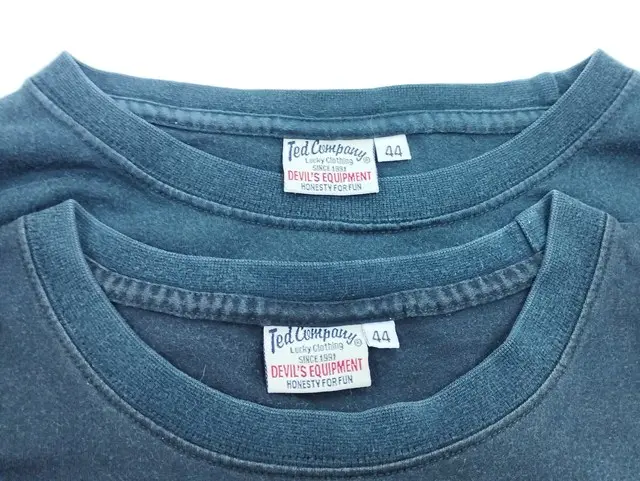 Ted Company®
Lucky Clothing
SINCE 1991
DEVIL'S EQUIPMENT
HONESTY FOR FUN
44
Ted Company®
Lucky Clothing
SINCE 1991
DEVIL'S EQUIPMENT
HONESTY FOR FUN
44